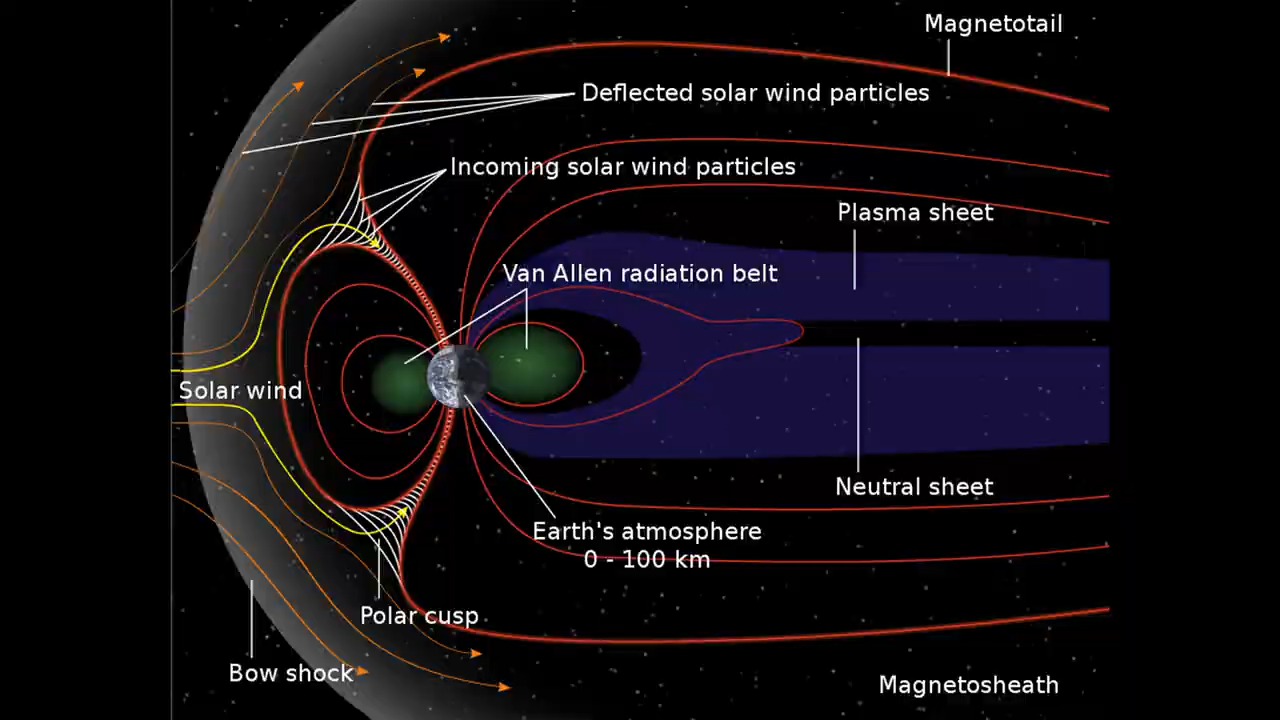 Magnetotail
Deflected solar wind particles
Incoming solar wind particles
Plasma sheet
Van Allen radiation belt
Solar wind
Neutral sheet
Earth's atmosphere
0 - 100 km
Polar cusp
Bow shock
Magnetosheath